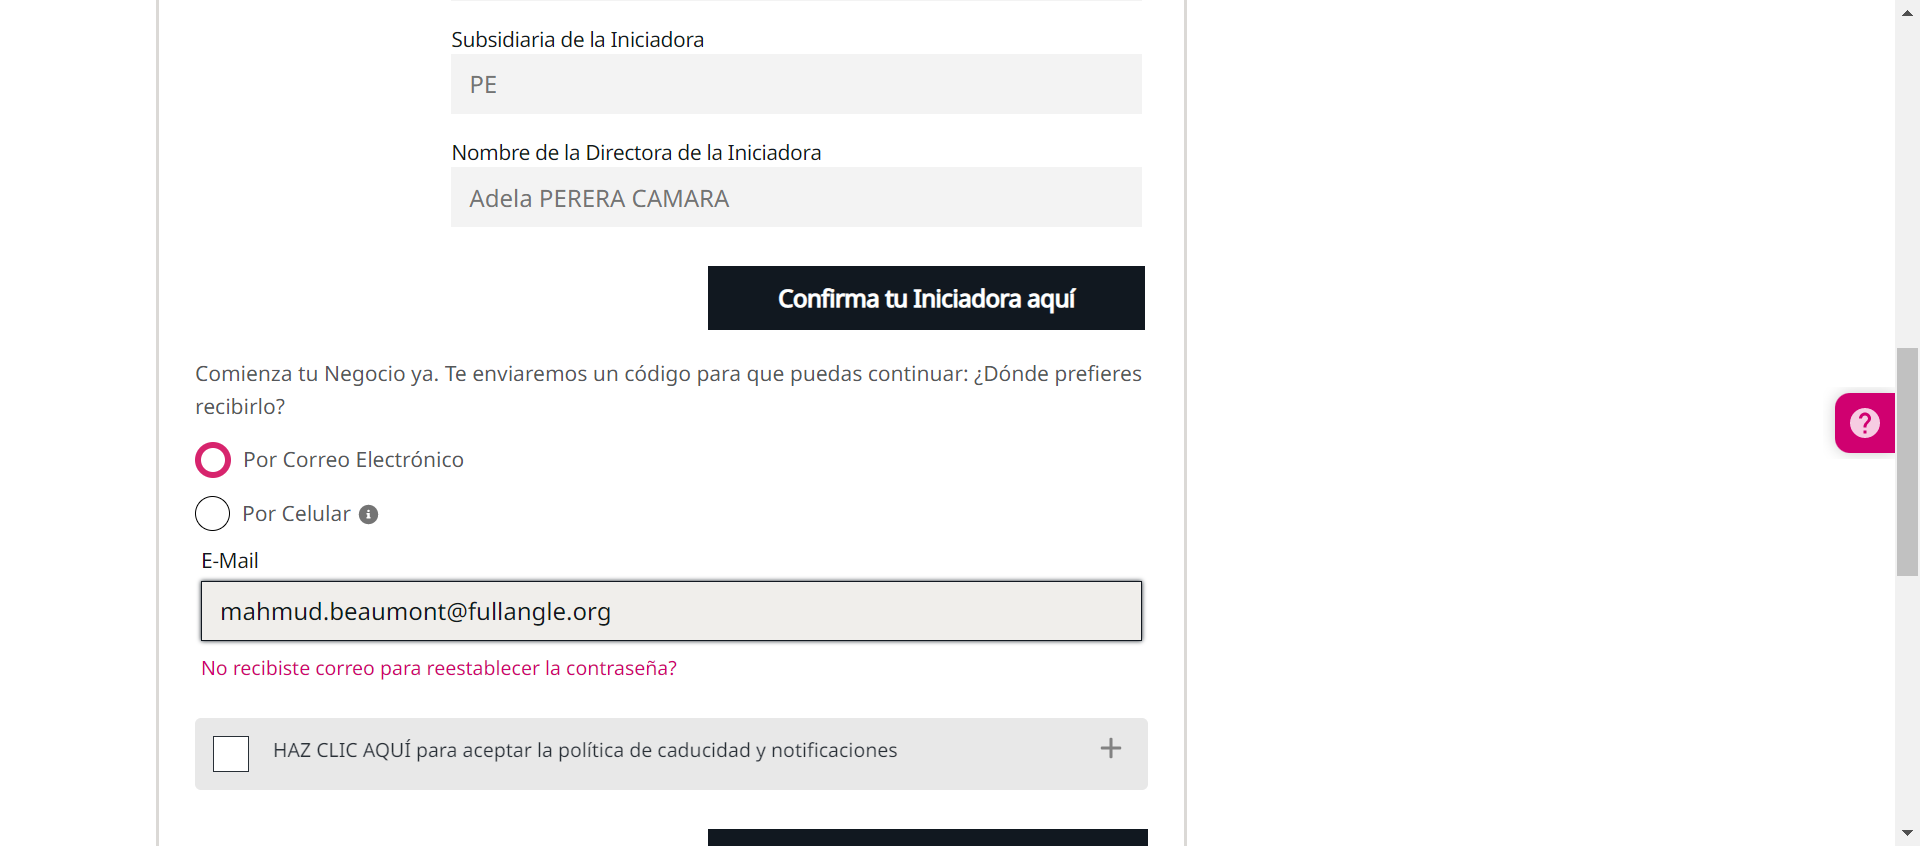 Subsidiaria de la Iniciadora
PE
Nombre de la Directora de la Iniciadora
Adela PERERA CAMARA
Confirma tu Iniciadora aquí
Comienza tu Negocio ya. Te enviaremos un código para que puedas continuar: ¿Dónde prefieres
recibirlo?
Por Correo Electrónico
Por Celular
E-Mail
mahmud.beaumont@fullangle.org
No recibiste correo para reestablecer la contraseña?
HAZ CLIC AQUÍ para aceptar la política de caducidad y notificaciones